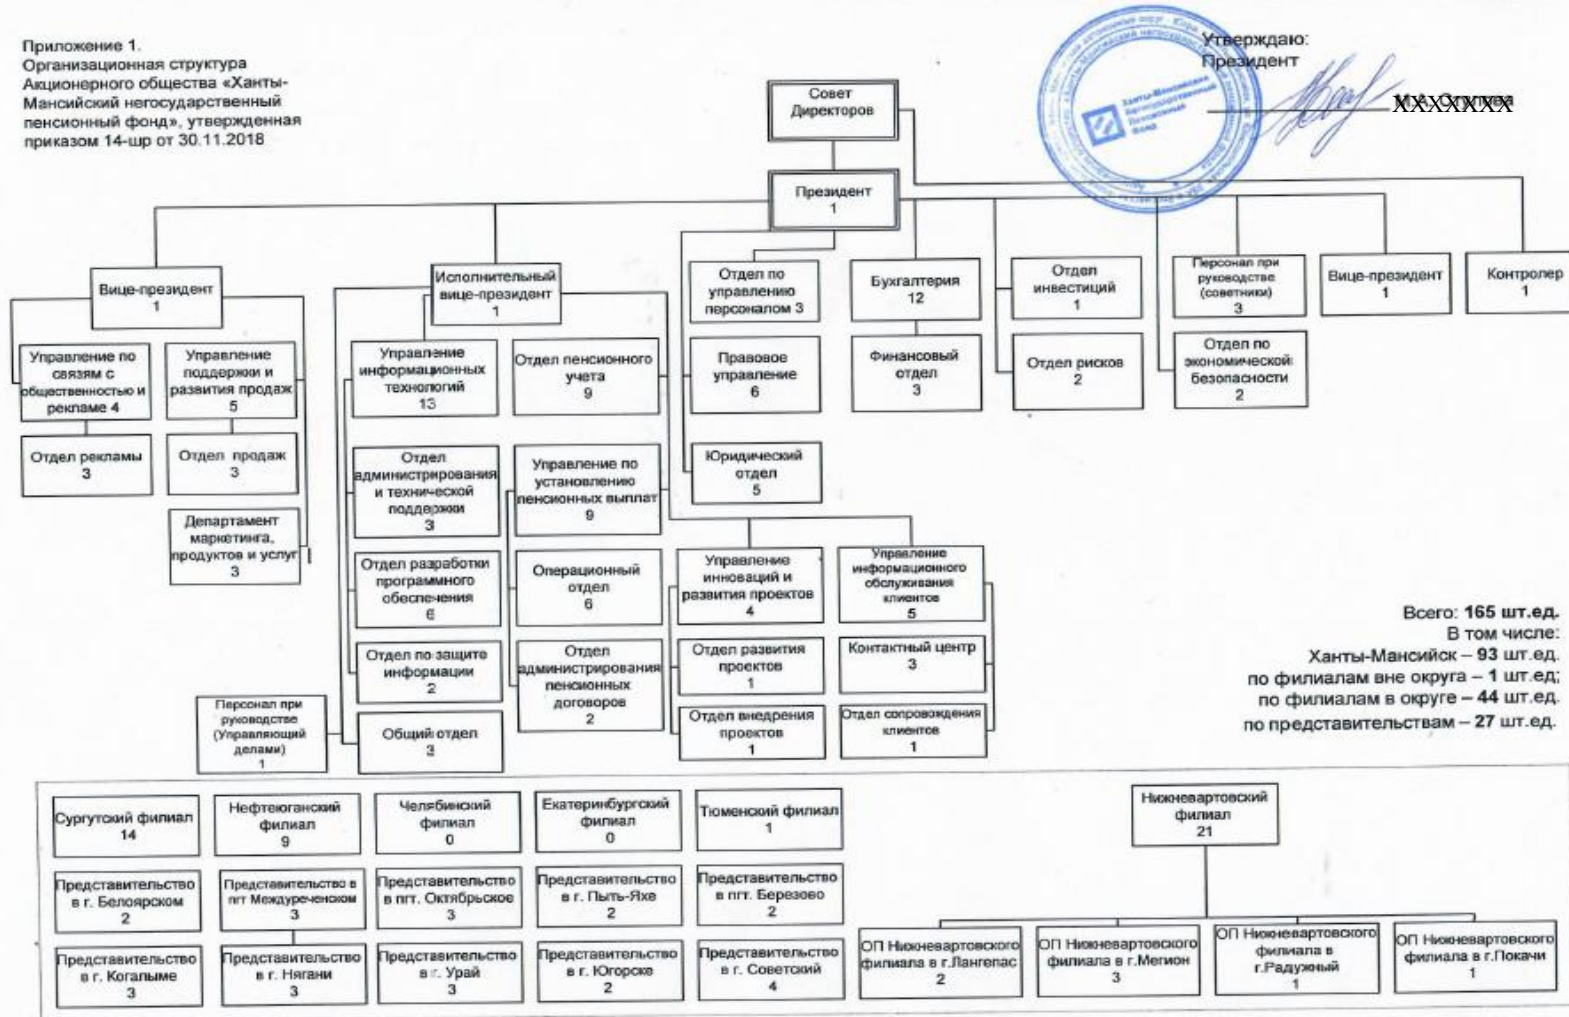 Приложение 1.
Организационная структура
Акционерного общества «Ханты-
Мансийский негосударственный
пенсионный фонд», утвержденная
приказом 14-шр от 30.11.2018
Утверждаю:
Президент
XXXXXXX
Ханты-Мансийский
Негосударственный
Пенсионный
Фонд
Совет
Директоров
Президент
1
Вице-президент
1
Исполнительный
вице-президент
1
Отдел по
управлению
персоналом 3
Бухгалтерия
12
Отдел
инвестиций
1
Персонал при
руководстве
(советники)
3
Вице-президент
1
Контролер
1
Управление по
связям с
общественностью и
рекламе 4
Управление
поддержки и
развития продаж
5
Управление
информационных
технологий
13
Отдел пенсионного
учета
9
Правовое
управление
6
Финансовый
отдел
3
Отдел рисков
2
Отдел по
экономической
безопасности
2
Отдел рекламы
3
Отдел продаж
3
Отдел
администрирования
и технической
поддержки
3
Управление по
установлению
пенсионных выплат
9
Юридический
отдел
5
Департамент
маркетинга,
продуктов и услуг
3
Отдел разработки
программного
обеспечения
6
Операционный
отдел
6
Управление
инноваций и
развития проектов
4
Управление
информационного
обслуживания
клиентов
5
Отдел по защите
информации
2
Отдел
администрирования
пенсионных
договоров
2
Отдел развития
проектов
1
Контактный центр
3
Персонал при
руководстве
(Управляющий
делами)
1
Общий отдел
3
Отдел внедрения
проектов
1
Отдел сопровождения
клиентов
1
Всего: 165 шт.ед.
В том числе:
Ханты-Мансийск – 93 шт.ед.
по филиалам вне округа – 1 шт.ед;
по филиалам в округе – 44 шт.ед.
по представительствам – 27 шт.ед.
Сургутский филиал
14
Нефтеюганский
филиал
9
Челябинский
филиал
0
Екатеринбургский
филиал
0
Тюменский филиал
1
Нижневартовский
филиал
21
Представительство
в г. Белоярском
2
Представительство в
пгт Междуреченском
3
Представительство
в пгт. Октябрьское
3
Представительство
в г. Пыть-Яхе
2
Представительство
в пгт. Березово
2
Представительство
в г. Когалыме
3
Представительство
в г. Нягани
3
Представительство
в г. Урай
3
Представительство
в г. Югорске
2
Представительство
в г. Советский
4
ОП Нижневартовского
филиала в г.Лангепас
2
ОП Нижневартовского
филиала в г.Мегион
3
ОП Нижневартовского
филиала в
г.Радужный
1
ОП Нижневартовского
филиала в г.Покачи
1